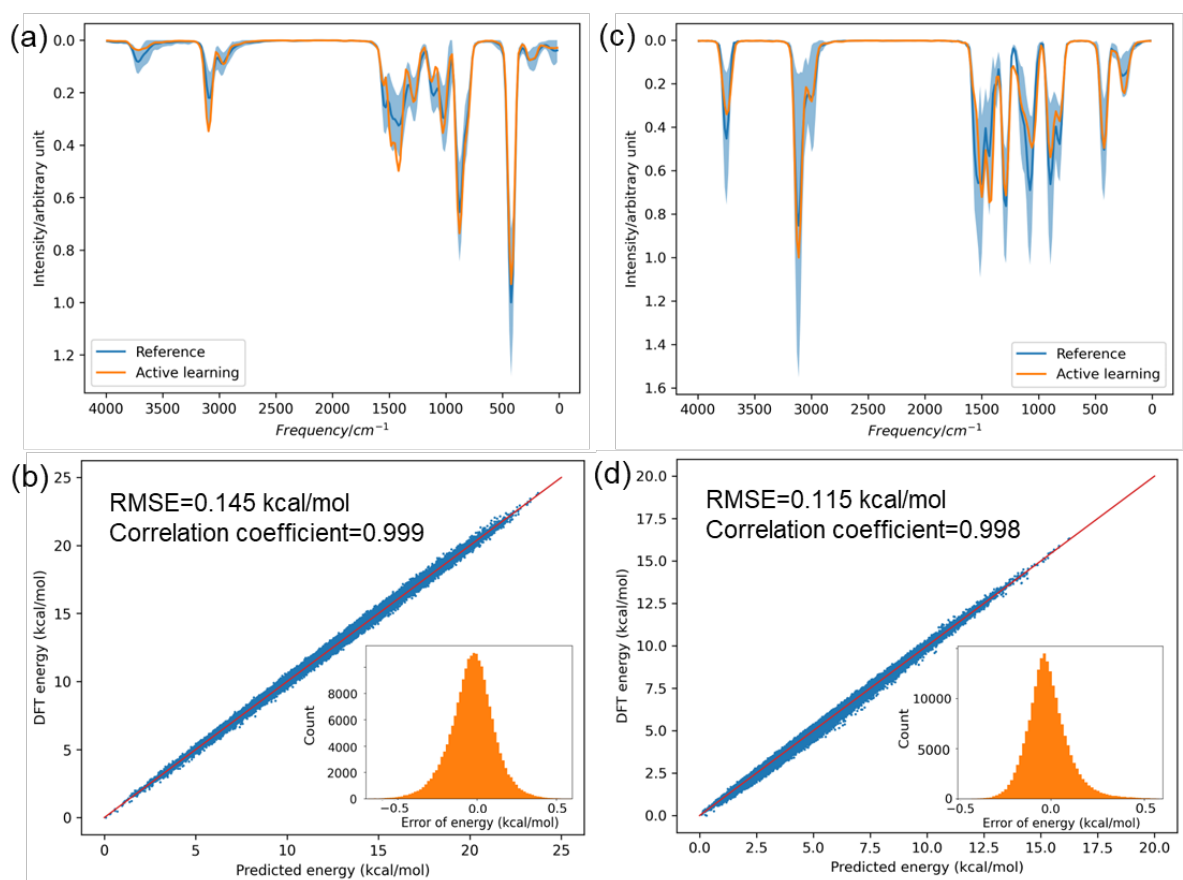 (a)
0.0
0.2
0.4
0.6
0.8
1.0
1.2
Intensity/arbitrary unit
Reference
Active learning
4000 3500 3000 2500 2000 1500 1000 500 0
Frequency/cm⁻¹
(c)
0.0
0.2
0.4
0.6
0.8
1.0
1.2
1.4
1.6
Intensity/arbitrary unit
Reference
Active learning
4000 3500 3000 2500 2000 1500 1000 500 0
Frequency/cm⁻¹
(b)
RMSE=0.145 kcal/mol
Correlation coefficient=0.999
25
20
15
10
5
0
DFT energy (kcal/mol)
8000
6000
4000
2000
0
Count
−0.5 0.0 0.5
Error of energy (kcal/mol)
0 5 10 15 20 25
Predicted energy (kcal/mol)
(d)
RMSE=0.115 kcal/mol
Correlation coefficient=0.998
20.0
17.5
15.0
12.5
10.0
7.5
5.0
2.5
0.0
DFT energy (kcal/mol)
10000
5000
0
Count
−0.5 0.0 0.5
Error of energy (kcal/mol)
0.0 2.5 5.0 7.5 10.0 12.5 15.0 17.5 20.0
Predicted energy (kcal/mol)